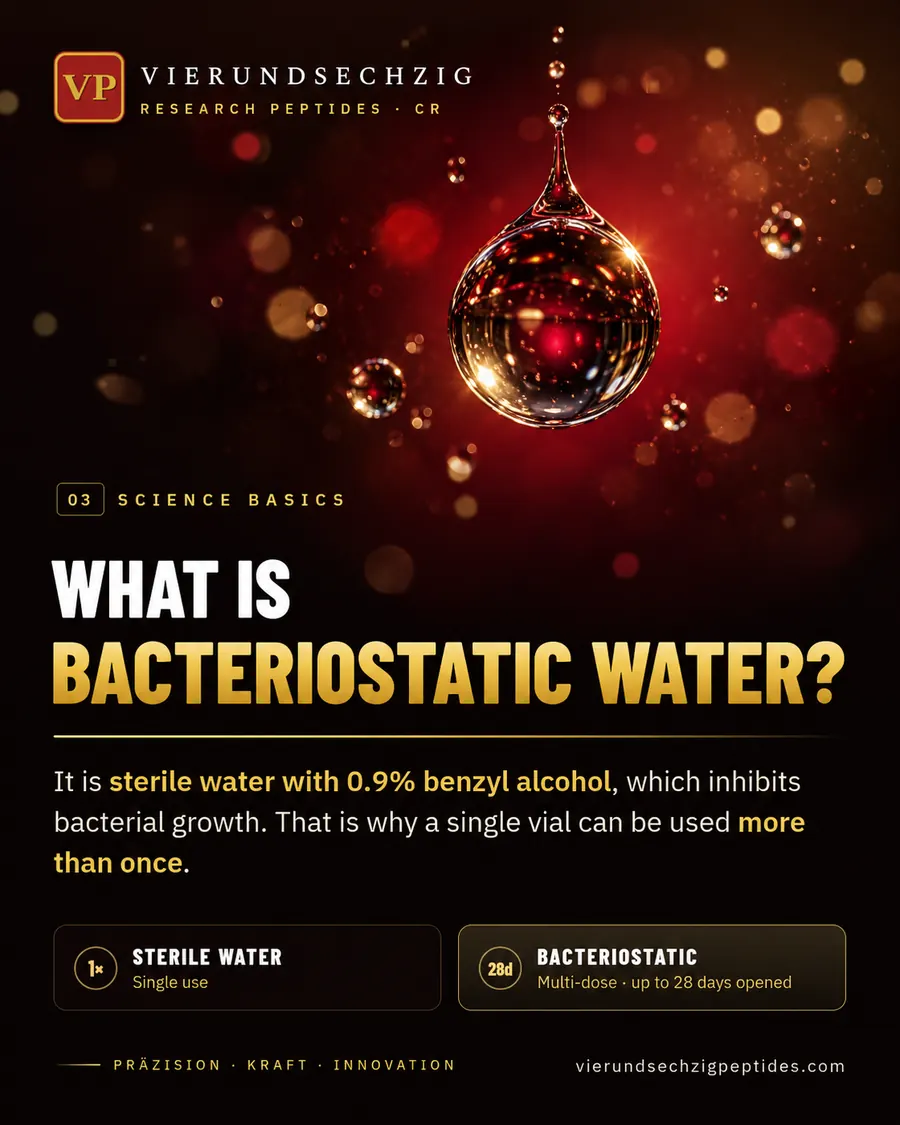 VP
VIERUNDSECHZIG
RESEARCH PEPTIDES · CR
03 SCIENCE BASICS
WHAT IS
BACTERIOSTATIC WATER?
It is sterile water with 0.9% benzyl alcohol, which inhibits
bacterial growth. That is why a single vial can be used more
than once.
1×
STERILE WATER
Single use
28d
BACTERIOSTATIC
Multi-dose · up to 28 days opened
PRÄZISION · KRAFT · INNOVATION
vierundsechzigpeptides.com